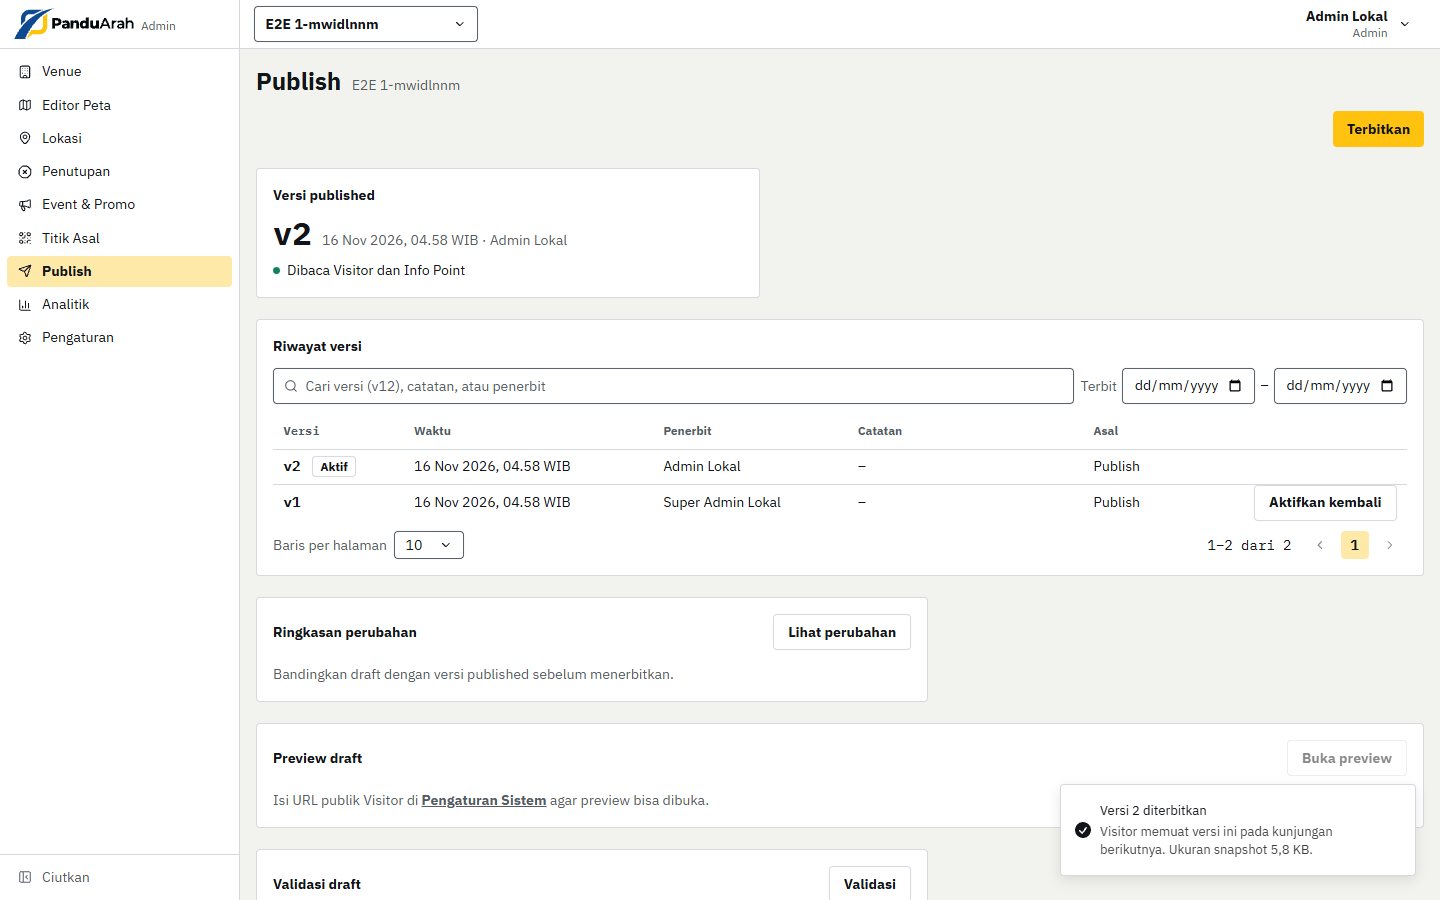 PanduArah Admin
E2E 1-mwidlnnm
Admin Lokal
Admin
Venue
Editor Peta
Lokasi
Penutupan
Event & Promo
Titik Asal
Publish
Analitik
Pengaturan
Ciutkan
Publish E2E 1-mwidlnnm
Terbitkan
Versi published
v2 16 Nov 2026, 04.58 WIB · Admin Lokal
Dibaca Visitor dan Info Point
Riwayat versi
Cari versi (v12), catatan, atau penerbit Terbit dd/mm/yyyy – dd/mm/yyyy
Versi Waktu Penerbit Catatan Asal
v2 Aktif 16 Nov 2026, 04.58 WIB Admin Lokal – Publish
v1 16 Nov 2026, 04.58 WIB Super Admin Lokal – Publish Aktifkan kembali
Baris per halaman 10 1–2 dari 2 1
Ringkasan perubahan Lihat perubahan
Bandingkan draft dengan versi published sebelum menerbitkan.
Preview draft Buka preview
Isi URL publik Visitor di Pengaturan Sistem agar preview bisa dibuka.
Versi 2 diterbitkan
Visitor memuat versi ini pada kunjungan
berikutnya. Ukuran snapshot 5,8 KB.
Validasi draft Validasi